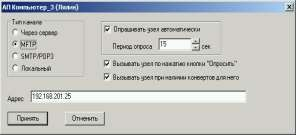 АП Компьютер_3 (Лилия)
Тип канала
Через сервер
MFTP
SMTP/POP3
Локальный
Опрашивать узел автоматически
Период опроса 15 сек
Вызывать узел по нажатию кнопки "Опросить"
Вызывать узел при наличии конвертов для него
Адрес 192.168.201.25
Принять Отменить